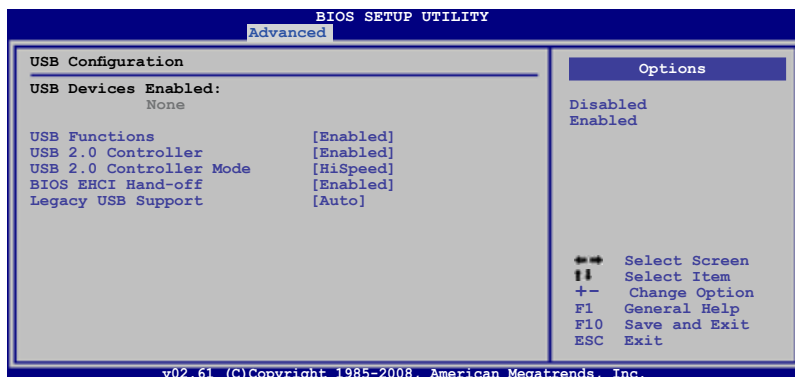 BIOS SETUP UTILITY
Advanced
USB Configuration
USB Devices Enabled:
None
USB Functions [Enabled]
USB 2.0 Controller [Enabled]
USB 2.0 Controller Mode [HiSpeed]
BIOS EHCI Hand-off [Enabled]
Legacy USB Support [Auto]
Options
Disabled
Enabled
←→ Select Screen
↑↓ Select Item
+- Change Option
F1 General Help
F10 Save and Exit
ESC Exit
v02.61 (C)Copyright 1985-2008, American Megatrends, Inc.